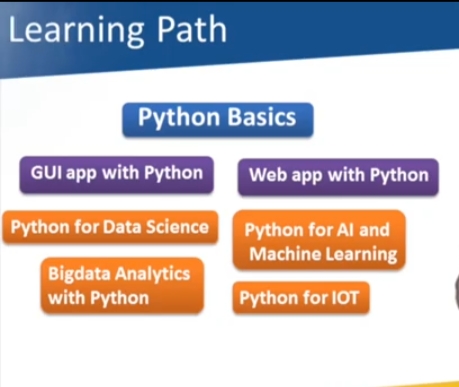 Learning Path
Python Basics
GUI app with Python
Web app with Python
Python for Data Science
Python for AI and
Machine Learning
Bigdata Analytics
with Python
Python for IOT